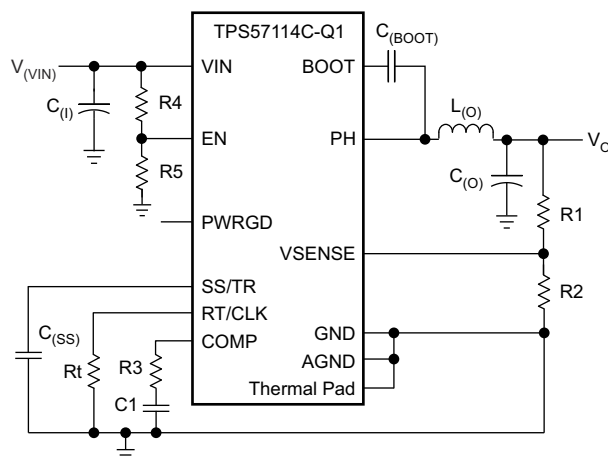 TPS57114C-Q1
C(BOOT)
V(VIN)
VIN
BOOT
C(I)
R4
L(O)
EN
PH
VO
R5
C(O)
R1
PWRGD
VSENSE
SS/TR
R2
RT/CLK
C(SS)
COMP
GND
Rt
R3
AGND
C1
Thermal Pad